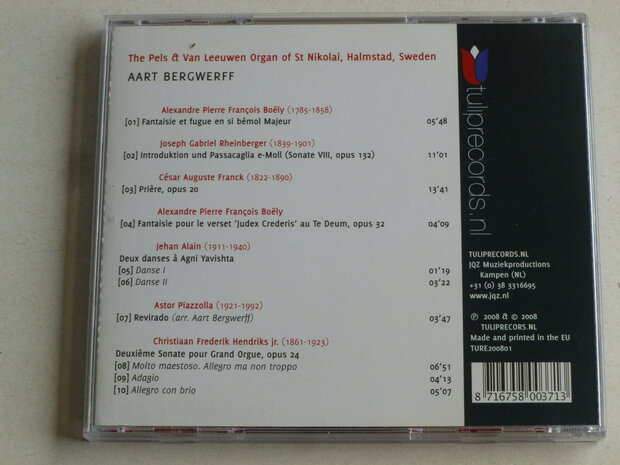 The Pels & Van Leeuwen Organ of St Nikolai, Halmstad, Sweden
AART BERGWERFF
Alexandre Pierre François Boëly (1785-1858)
[01] Fantaisie et fugue en si bémol Majeur 05'48
Joseph Gabriel Rheinberger (1839-1901)
[02] Introduktion und Passacaglia e-Moll (Sonate VIII, opus 132) 11'01
César Auguste Franck (1822-1890)
[03] Prière, opus 20 13'41
Alexandre Pierre François Boëly
[04] Fantaisie pour le verset 'Judex Crederis' au Te Deum, opus 32 04'09
Jehan Alain (1911-1940)
Deux danses à Agni Yavishta
[05] Danse I 01'19
[06] Danse II 03'22
Astor Piazzolla (1921-1992)
[07] Revirado (arr. Aart Bergwerff) 03'47
Christiaan Frederik Hendriks jr. (1861-1923)
Deuxième Sonate pour Grand Orgue, opus 24
[08] Molto maestoso. Allegro ma non troppo 06'51
[09] Adagio 04'13
[10] Allegro con brio 05'07
tuliprecords.nl
TULIPRECORDS.NL
JQZ Muziekproductions
Kampen (NL)
+31 (0) 38 3316695
www.jqz.nl
℗ 2008 & © 2008
TULIPRECORS.NL
Made and printed in the EU
TURE200801
8 716758 003713